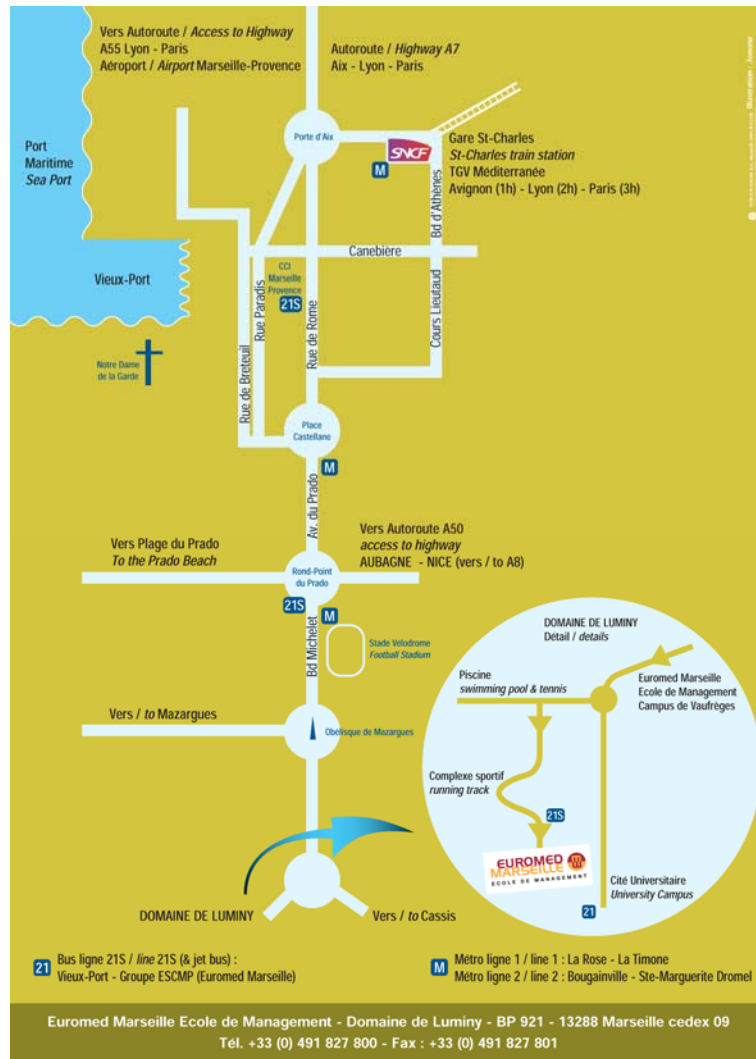 Vers Autoroute / Access to Highway
A55 Lyon - Paris
Aéroport / Airport Marseille-Provence
Autoroute / Highway A7
Aix - Lyon - Paris
Illustration : Jymeur
Port
Maritime
Sea Port
Porte d'Aix
SNCF
M
Gare St-Charles
St-Charles train station
TGV Méditerranée
Avignon (1h) - Lyon (2h) - Paris (3h)
Bd d'Athènes
Canebière
Vieux-Port
CCI
Marseille
Provence
21S
Rue Paradis
Rue de Rome
Cours Lieutaud
Rue de Breteuil
Notre Dame
de la Garde
Place
Castellane
M
Av. du Prado
Vers Plage du Prado
To the Prado Beach
Vers Autoroute A50
access to highway
AUBAGNE - NICE (vers / to A8)
Rond-Point
du Prado
21S
M
Bd Michelet
Stade Vélodrome
Football Stadium
Vers / to Mazargues
Obélisque de Mazargues
DOMAINE DE LUMINY
Détail / details
Piscine
swimming pool & tennis
Euromed Marseille
Ecole de Management
Campus de Vaufrèges
Complexe sportif
running track
21S
EUROMED
MARSEILLE
ECOLE DE MANAGEMENT
Cité Universitaire
University Campus
21
DOMAINE DE LUMINY
Vers / to Cassis
21
Bus ligne 21S / line 21S (& jet bus) :
Vieux-Port - Groupe ESCMP (Euromed Marseille)
M
Métro ligne 1 / line 1 : La Rose - La Timone
Métro ligne 2 / line 2 : Bougainville - Ste-Marguerite Dromel
Euromed Marseille Ecole de Management - Domaine de Luminy - BP 921 - 13288 Marseille cedex 09
Tél. +33 (0) 491 827 800 - Fax : +33 (0) 491 827 801